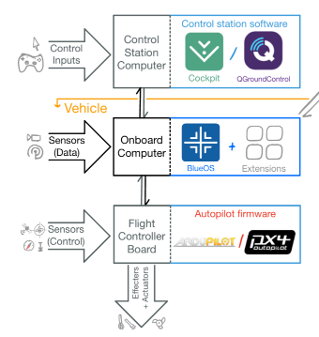 Control station software
Control
Inputs
Control
Station
Computer
Cockpit
/
QGroundControl
Vehicle
Sensors
(Data)
Onboard
Computer
BlueOS
+
Extensions
Autopilot firmware
Sensors
(Control)
Flight
Controller
Board
ARDUPILOT
/
px4
autopilot
Effecters
+ Actuators